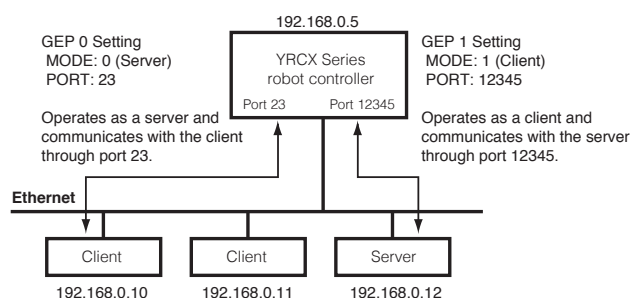 192.168.0.5
GEP 0 Setting
MODE: 0 (Server)
PORT: 23
Operates as a server and
communicates with the client
through port 23.
YRCX Series
robot controller
Port 23 Port 12345
GEP 1 Setting
MODE: 1 (Client)
PORT: 12345
Operates as a client and
communicates with the server
through port 12345.
Ethernet
Client Client Server
192.168.0.10 192.168.0.11 192.168.0.12